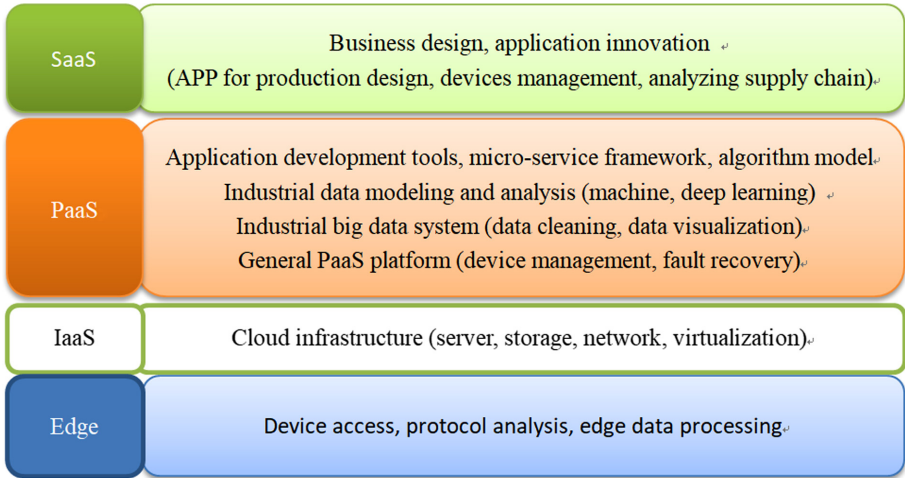 SaaS
Business design, application innovation
(APP for production design, devices management, analyzing supply chain)
PaaS
Application development tools, micro-service framework, algorithm model
Industrial data modeling and analysis (machine, deep learning)
Industrial big data system (data cleaning, data visualization)
General PaaS platform (device management, fault recovery)
IaaS
Cloud infrastructure (server, storage, network, virtualization)
Edge
Device access, protocol analysis, edge data processing